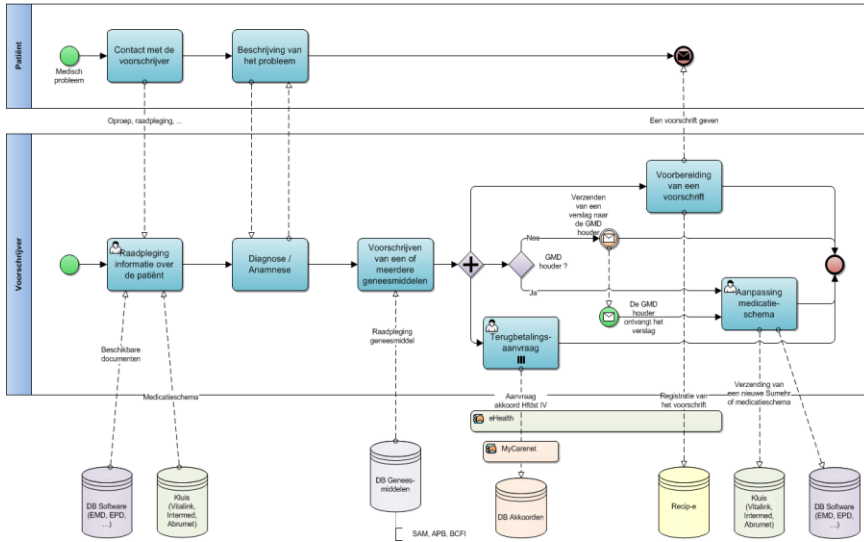 Patiënt
Medisch
probleem
Contact met de
voorschrijver
Beschrijving van
het probleem
Oproep, raadpleging, ...
Een voorschrift geven
Voorschrijver
Raadpleging
informatie over
de patiënt
Diagnose /
Anamnese
Voorschrijven
van een of
meerdere
geneesmiddelen
Voorbereiding
van een
voorschrift
Verzenden
van een
verslag naar
de GMD
houder
Nee
GMD
houder ?
Ja
De GMD
houder
ontvangt het
verslag
Aanpassing
medicatie-
schema
Terugbetalings-
aanvraag
Beschikbare
documenten
Medicatieschema
Raadpleging
geneesmiddel
Aanvraag
akkoord Hfdst IV
Registratie van
het voorschrift
Verzending van
een nieuwe Sumehr
of medicatieschema
eHealth
MyCarenet
DB Software
(EMD, EPD,
...)
Kluis
(Vitalink,
Intermed,
Abrumet)
DB Genees-
middelen
SAM, APB, BCFI
DB Akkoorden
Recip-e
Kluis
(Vitalink,
Intermed,
Abrumet)
DB Software
(EMD, EPD,
...)